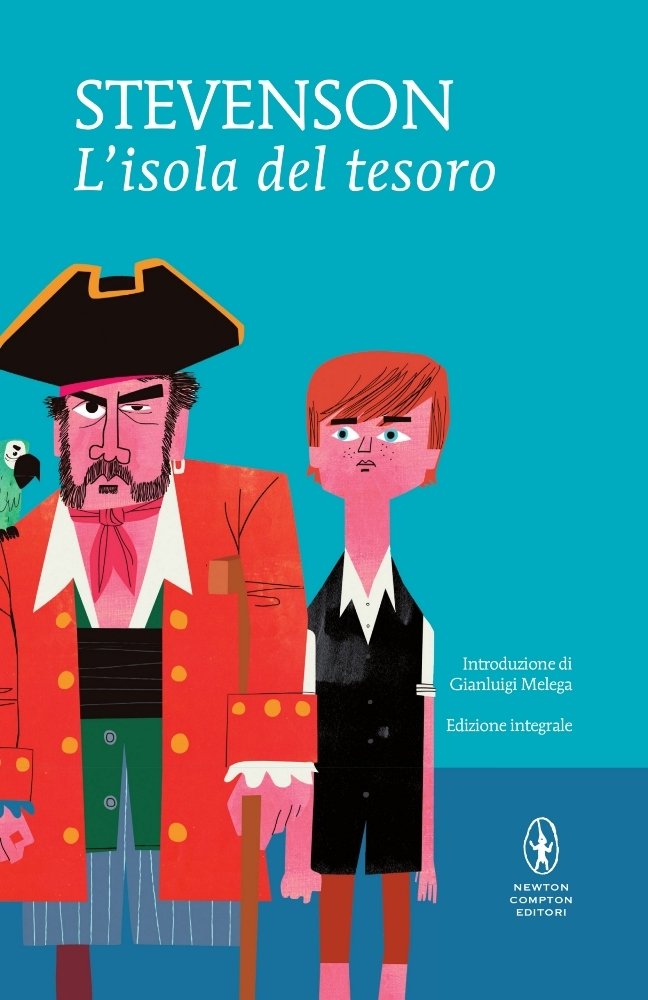 STEVENSON
L'isola del tesoro
Introduzione di
Gianluigi Melega
Edizione integrale
NEWTON
COMPTON
EDITORI